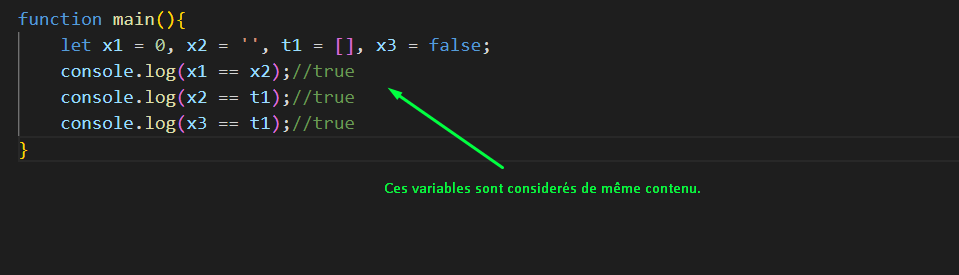 function main(){
let x1 = 0, x2 = '', t1 = [], x3 = false;
console.log(x1 == x2);//true
console.log(x2 == t1);//true
console.log(x3 == t1);//true
}
Ces variables sont considerés de même contenu.